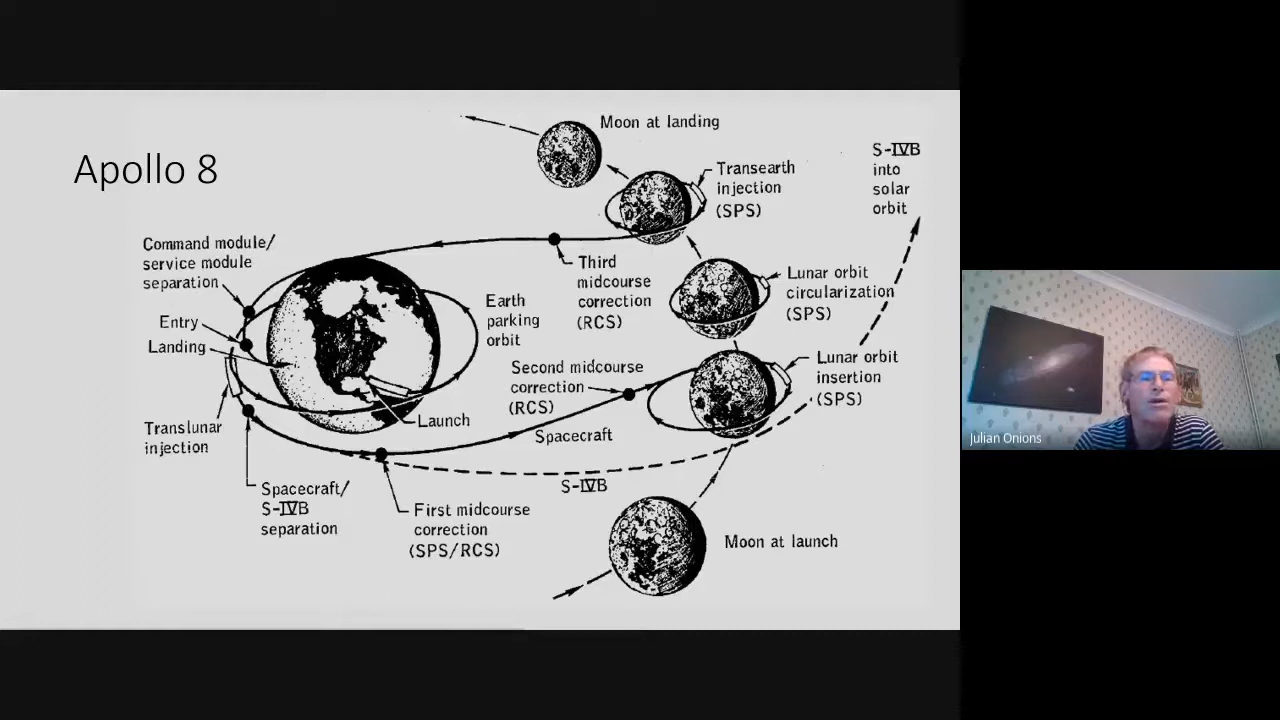 Apollo 8
Moon at landing
Transearth
injection
(SPS)
S-IVB
into
solar
orbit
Command module/
service module
separation
Entry
Landing
Earth
parking
orbit
Third
midcourse
correction
(RCS)
Lunar orbit
circularization
(SPS)
Second midcourse
correction
(RCS)
Lunar orbit
insertion
(SPS)
Translunar
injection
Launch
Spacecraft
Spacecraft/
S-IVB
separation
S-IVB
First midcourse
correction
(SPS/RCS)
Moon at launch
Julian Onions